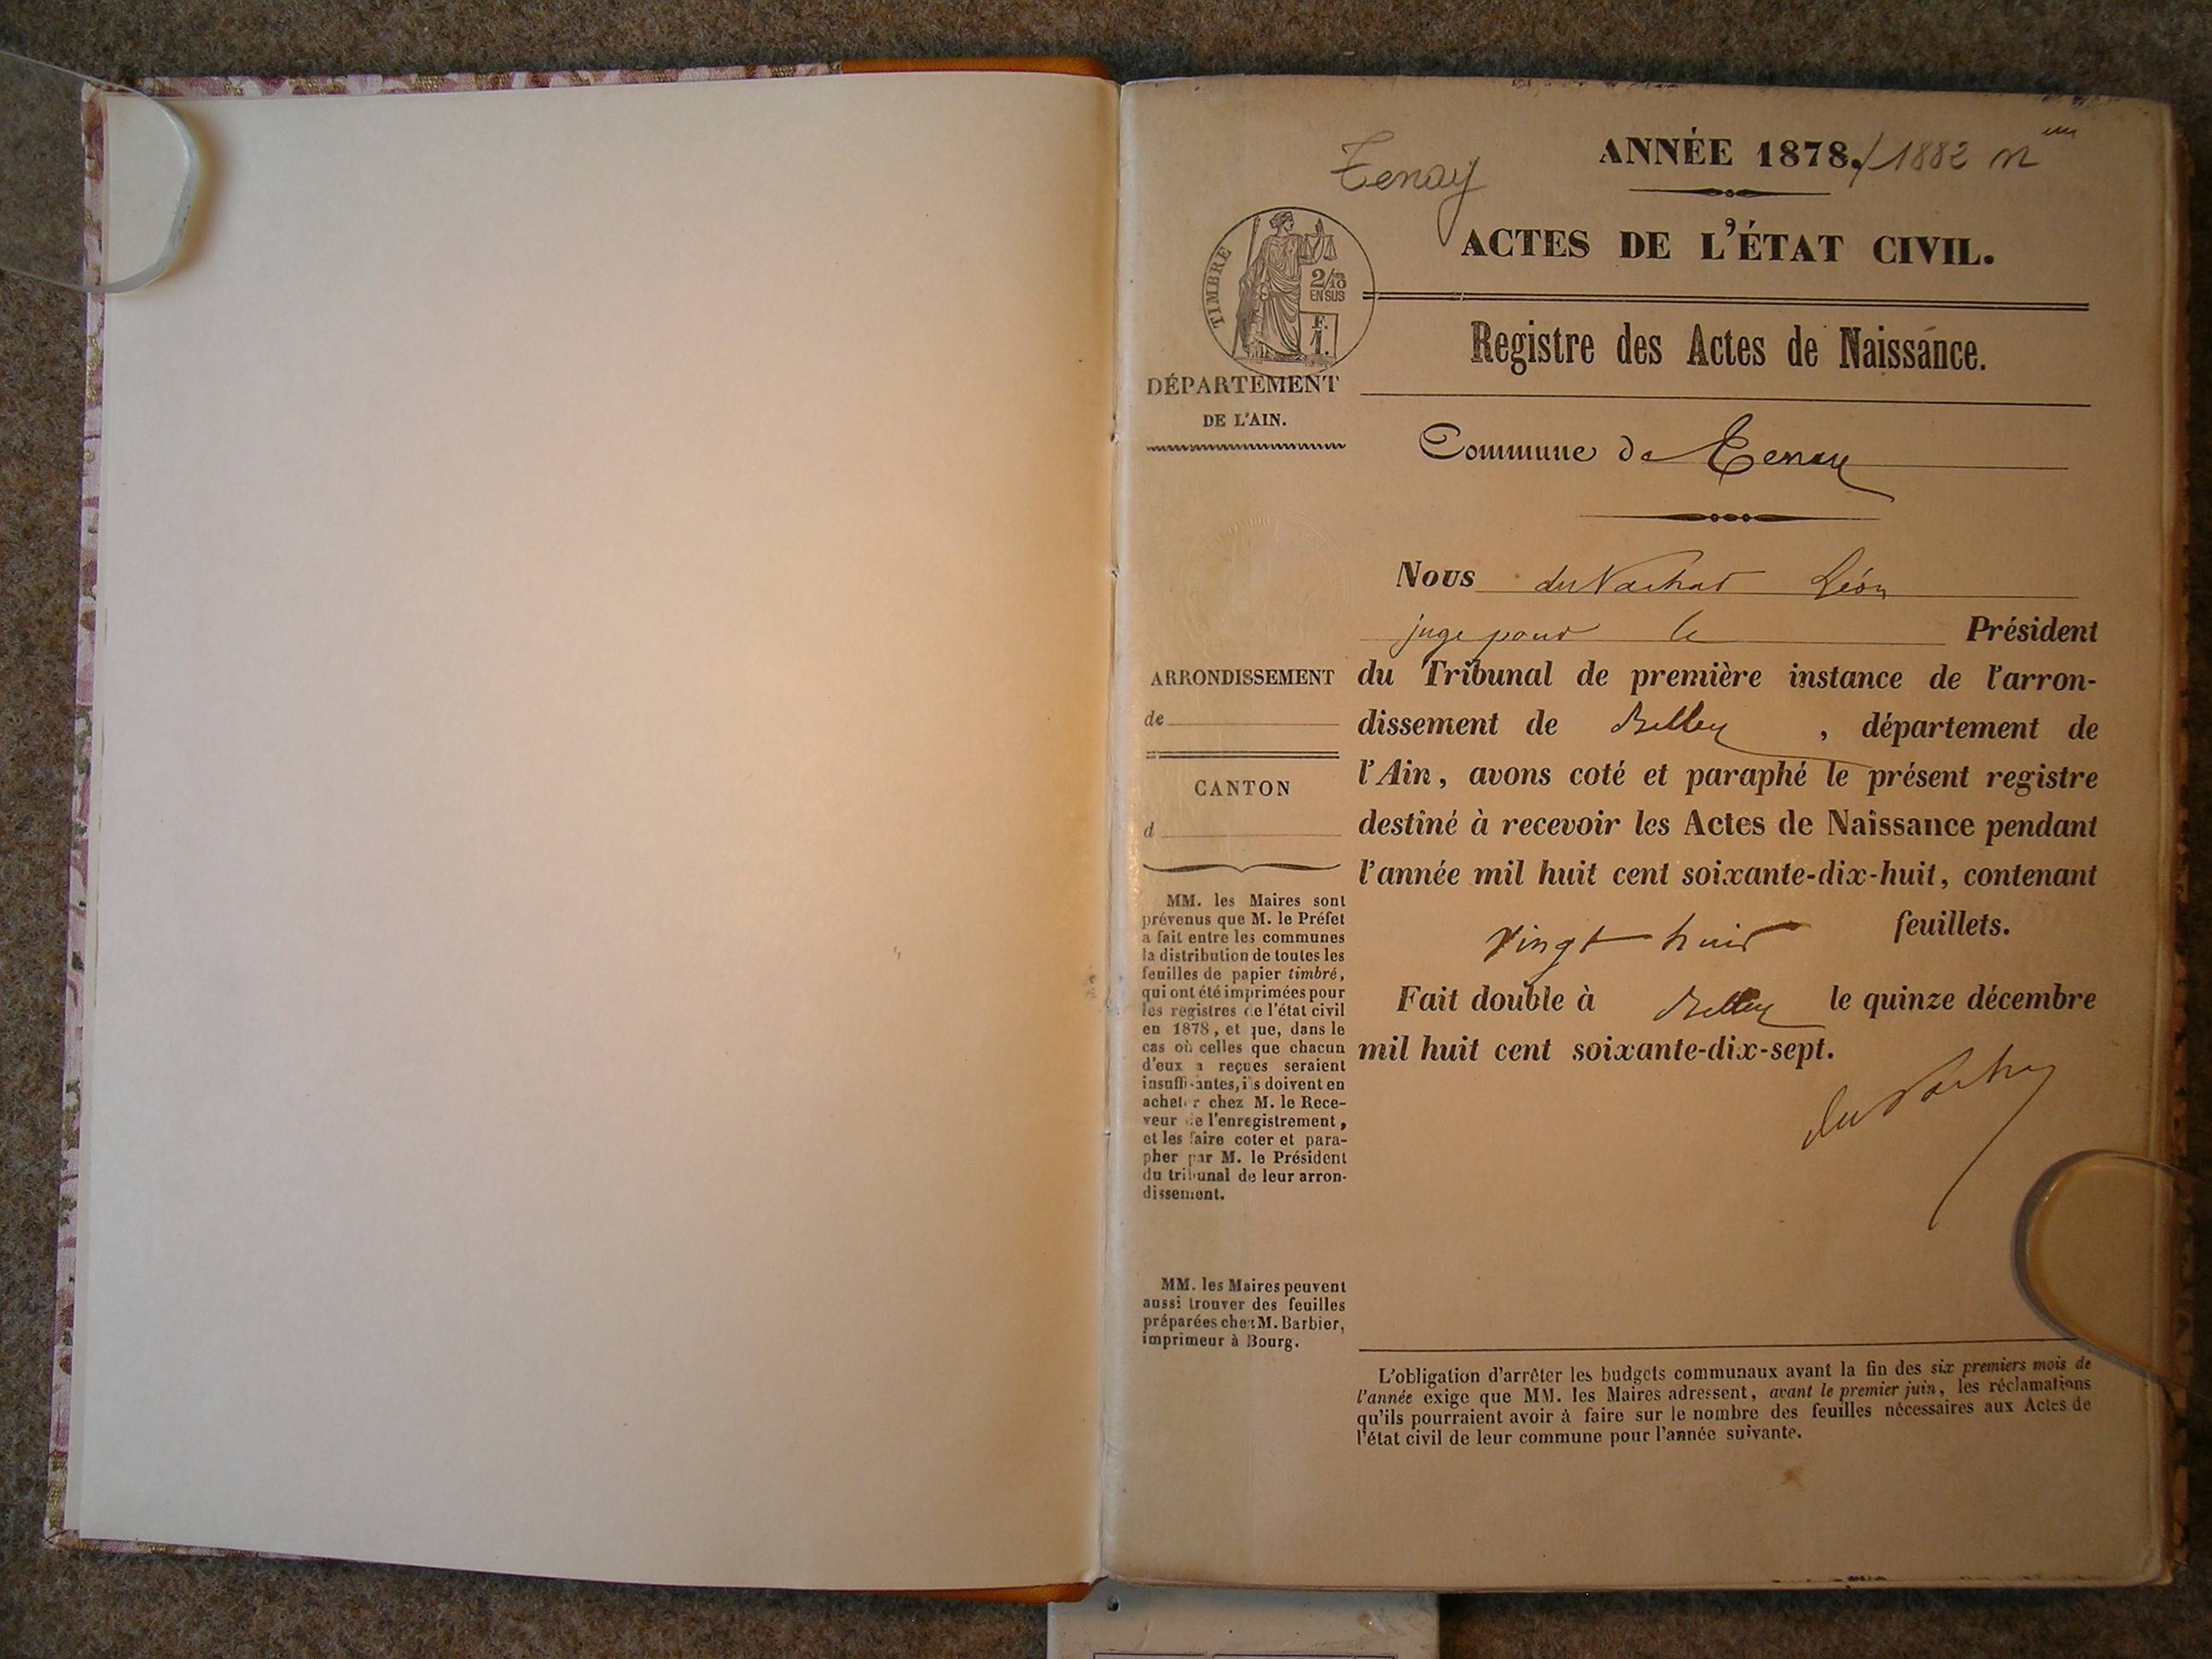 Tenay
ANNÉE 1878./1882 n
ACTES DE L'ÉTAT CIVIL.
TIMBRE
2/10
EN SUS
F.
1.
Registre des Actes de Naissance.
DÉPARTEMENT
DE L'AIN.
Commune de Tenay
Nous du Vachat Léon
juge pour le Président
du Tribunal de première instance de l'arron-
dissement de Belley, département de
l'Ain, avons coté et paraphé le présent registre
destiné à recevoir les Actes de Naissance pendant
l'année mil huit cent soixante-dix-huit, contenant
vingt huit feuillets.
Fait double à Belley le quinze décembre
mil huit cent soixante-dix-sept.
du Vachat
ARRONDISSEMENT
de
CANTON
d
MM. les Maires sont
prévenus que M. le Préfet
a fait entre les communes
la distribution de toutes les
feuilles de papier timbré,
qui ont été imprimées pour
les registres de l'état civil
en 1878, et que, dans le
cas où celles que chacun
d'eux a reçues seraient
insuffisantes, ils doivent en
acheter chez M. le Rece-
veur de l'enregistrement,
et les faire coter et para-
pher par M. le Président
du tribunal de leur arron-
dissement.
MM. les Maires peuvent
aussi trouver des feuilles
préparées chez M. Barbier,
imprimeur à Bourg.
L'obligation d'arrêter les budgets communaux avant la fin des six premiers mois de
l'année exige que MM. les Maires adressent, avant le premier juin, les réclamations
qu'ils pourraient avoir à faire sur le nombre des feuilles nécessaires aux Actes de
l'état civil de leur commune pour l'année suivante.